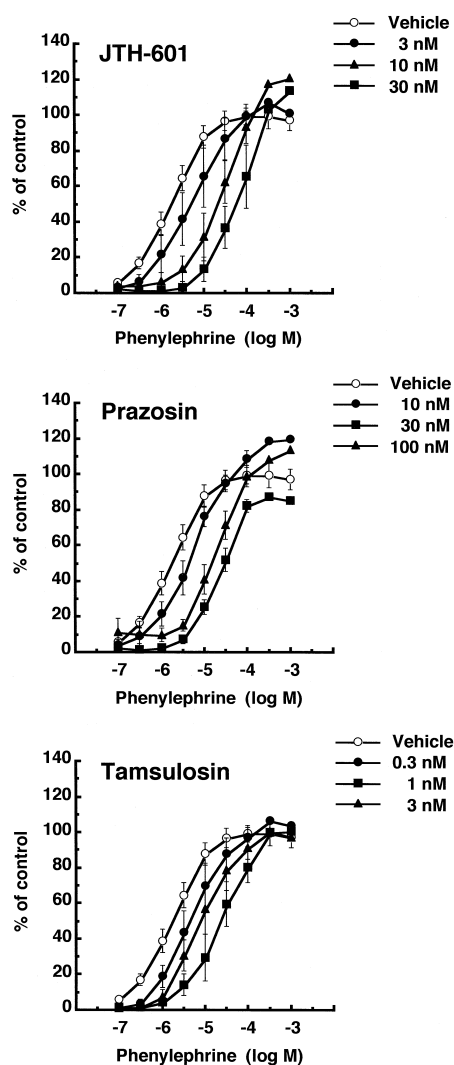 JTH-601
Vehicle
3 nM
10 nM
30 nM
140
120
100
80
60
40
20
0
% of control
-7 -6 -5 -4 -3
Phenylephrine (log M)
Prazosin
Vehicle
10 nM
30 nM
100 nM
140
120
100
80
60
40
20
0
% of control
-7 -6 -5 -4 -3
Phenylephrine (log M)
Tamsulosin
Vehicle
0.3 nM
1 nM
3 nM
140
120
100
80
60
40
20
0
% of control
-7 -6 -5 -4 -3
Phenylephrine (log M)